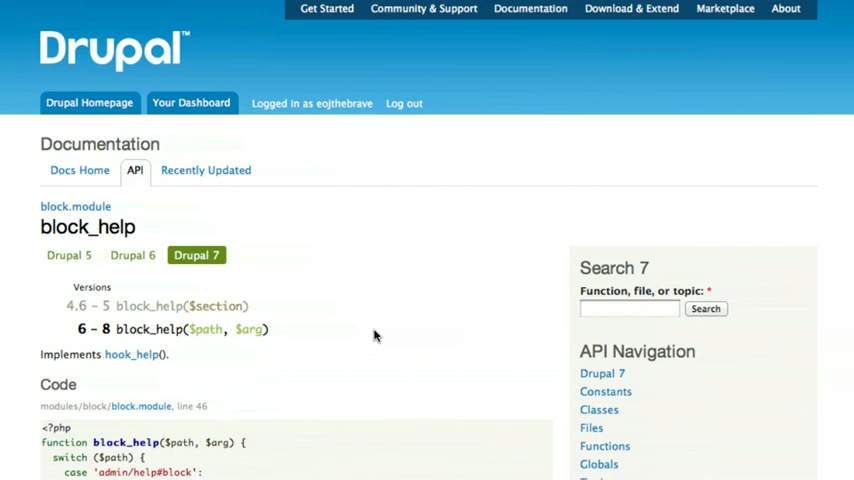 Get Started Community & Support Documentation Download & Extend Marketplace About
Drupal™
Drupal Homepage Your Dashboard Logged in as eojthebrave Log out
Documentation
Docs Home API Recently Updated
block.module
block_help
Drupal 5 Drupal 6 Drupal 7
Versions
4.6 – 5 block_help($section)
6 – 8 block_help($path, $arg)
Implements hook_help().
Code
modules/block/block.module, line 46
<?php
function block_help($path, $arg) {
switch ($path) {
case 'admin/help#block':
Search 7
Function, file, or topic: *
Search
API Navigation
Drupal 7
Constants
Classes
Files
Functions
Globals